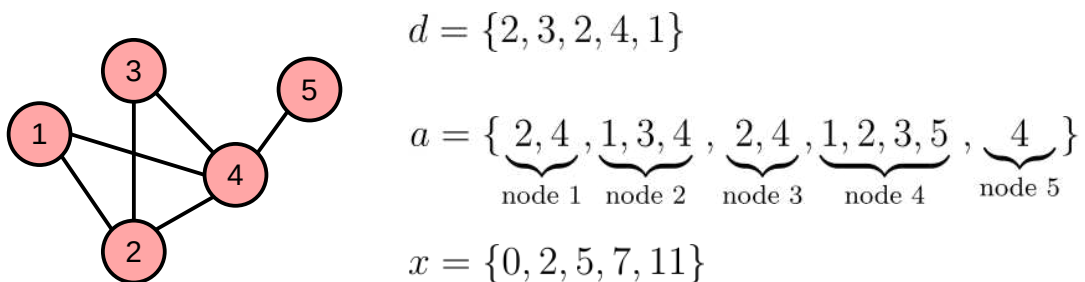 3
5
1
4
2
d = {2, 3, 2, 4, 1}
a = { 2, 4 , 1, 3, 4 , 2, 4 , 1, 2, 3, 5 , 4 }
node 1 node 2 node 3 node 4 node 5
x = {0, 2, 5, 7, 11}